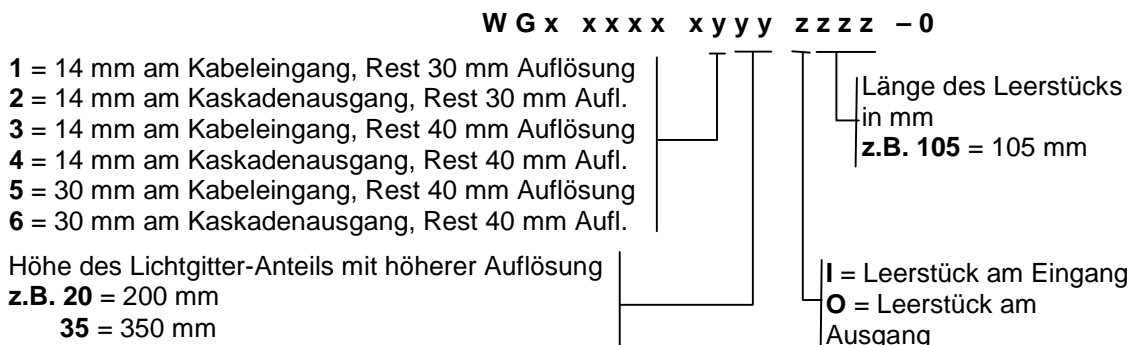 W G x x x x x x y y y z z z z – 0
1 = 14 mm am Kabeleingang, Rest 30 mm Auflösung
2 = 14 mm am Kaskadenausgang, Rest 30 mm Aufl.
3 = 14 mm am Kabeleingang, Rest 40 mm Auflösung
4 = 14 mm am Kaskadenausgang, Rest 40 mm Aufl.
5 = 30 mm am Kabeleingang, Rest 40 mm Auflösung
6 = 30 mm am Kaskadenausgang, Rest 40 mm Aufl.
Länge des Leerstücks
in mm
z.B. 105 = 105 mm
Höhe des Lichtgitter-Anteils mit höherer Auflösung
z.B. 20 = 200 mm
35 = 350 mm
I = Leerstück am Eingang
O = Leerstück am
Ausgang